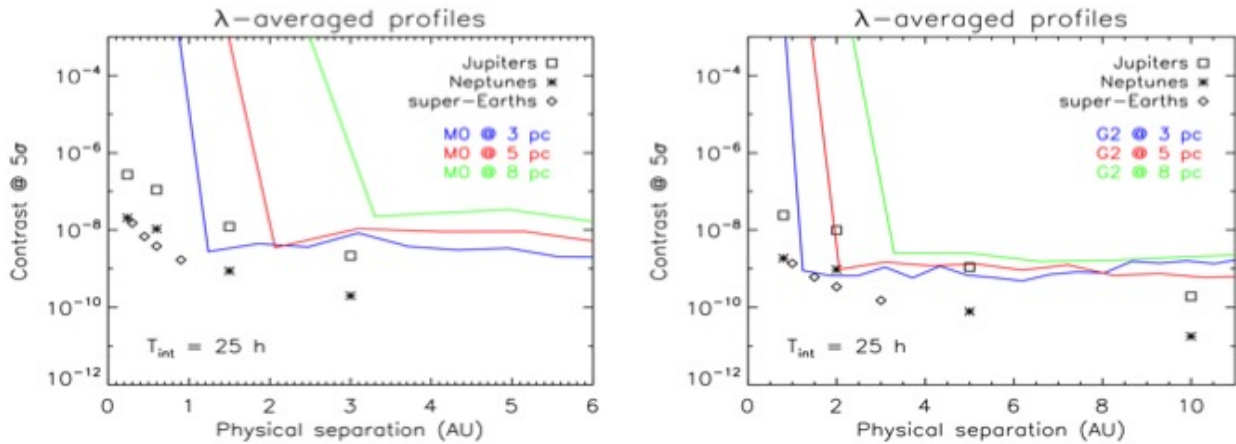 λ-averaged profiles
10⁻⁴
10⁻⁶
10⁻⁸
10⁻¹⁰
10⁻¹²
Contrast @ 5σ
Jupiters □
Neptunes ✳
super-Earths ◇
M0 @ 3 pc
M0 @ 5 pc
M0 @ 8 pc
T_int = 25 h
1 2 3 4 5 6
Physical separation (AU)
λ-averaged profiles
10⁻⁴
10⁻⁶
10⁻⁸
10⁻¹⁰
10⁻¹²
Contrast @ 5σ
Jupiters □
Neptunes ✳
super-Earths ◇
G2 @ 3 pc
G2 @ 5 pc
G2 @ 8 pc
T_int = 25 h
0 2 4 6 8 10
Physical separation (AU)